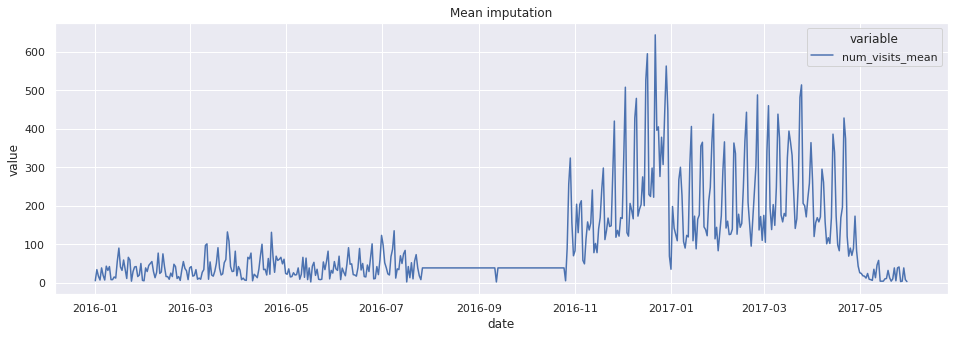 Mean imputation
variable
num_visits_mean
value
600
500
400
300
200
100
0
2016-01 2016-03 2016-05 2016-07 2016-09 2016-11 2017-01 2017-03 2017-05
date